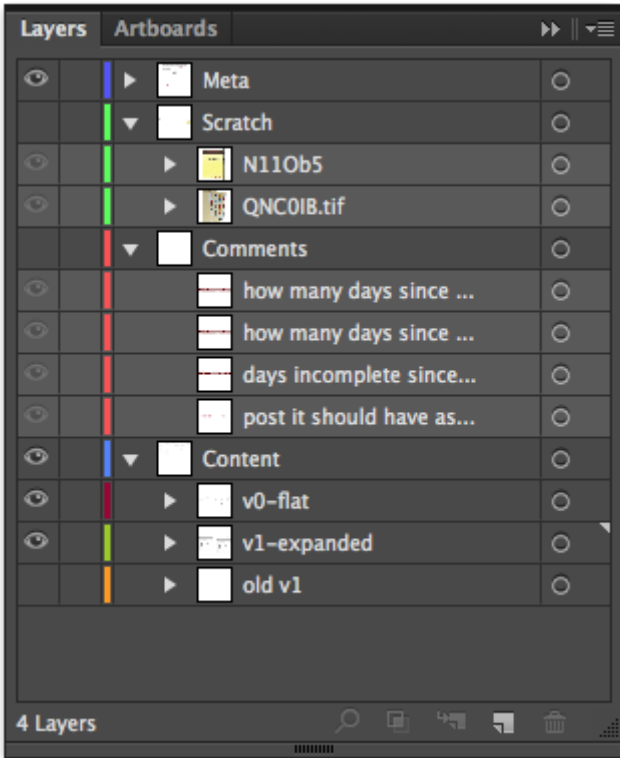 Layers Artboards
Meta
Scratch
N11Ob5
QNC0IB.tif
Comments
how many days since ...
how many days since ...
days incomplete since...
post it should have as...
Content
v0-flat
v1-expanded
old v1
4 Layers